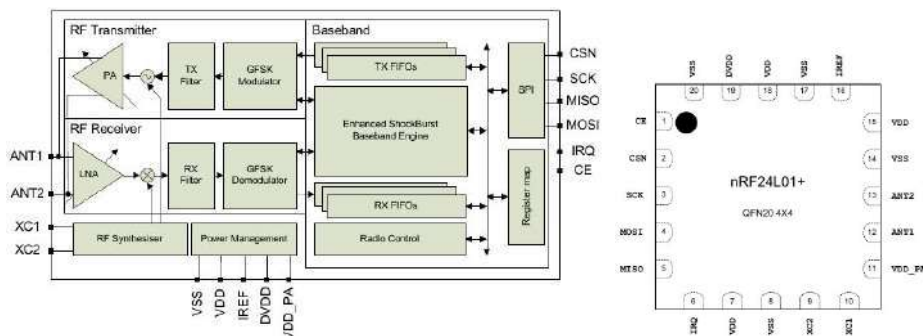 RF Transmitter
Baseband
PA
TX Filter
GFSK Modulator
TX FIFOs
SPI
CSN
SCK
MISO
MOSI
IRQ
CE
Enhanced ShockBurst Baseband Engine
RF Receiver
ANT1
ANT2
LNA
RX Filter
GFSK Demodulator
RX FIFOs
Register map
XC1
XC2
RF Synthesiser
Power Management
Radio Control
VSS
VDD
IREF
DVDD
VDD_PA
VSS
DVDD
VDD
VSS
IREF
20
19
18
17
16
CE
1
15
VDD
CSN
2
14
VSS
nRF24L01+
SCK
3
13
ANT2
QFN20 4X4
MOSI
4
12
ANT1
MISO
5
11
VDD_PA
6
7
8
9
10
IRQ
VDD
VSS
XC2
XC1